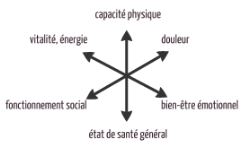 capacité physique
vitalité, énergie
douleur
fonctionnement social
bien-être émotionnel
état de santé général